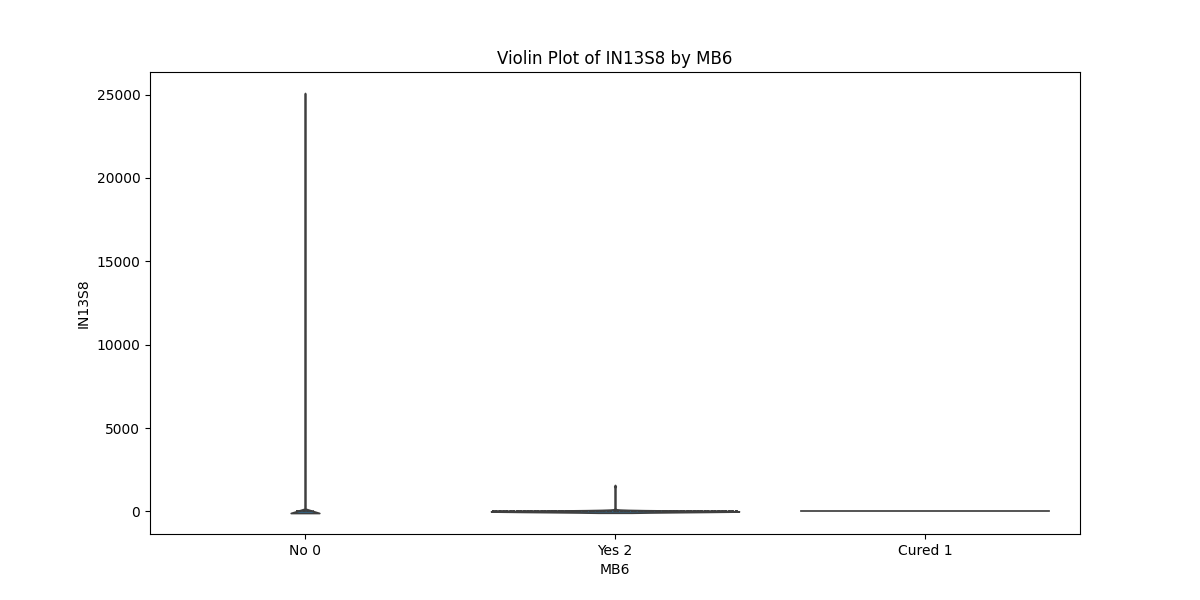 Violin Plot of IN13S8 by MB6
25000
20000
15000
10000
5000
0
IN13S8
No 0
Yes 2
Cured 1
MB6